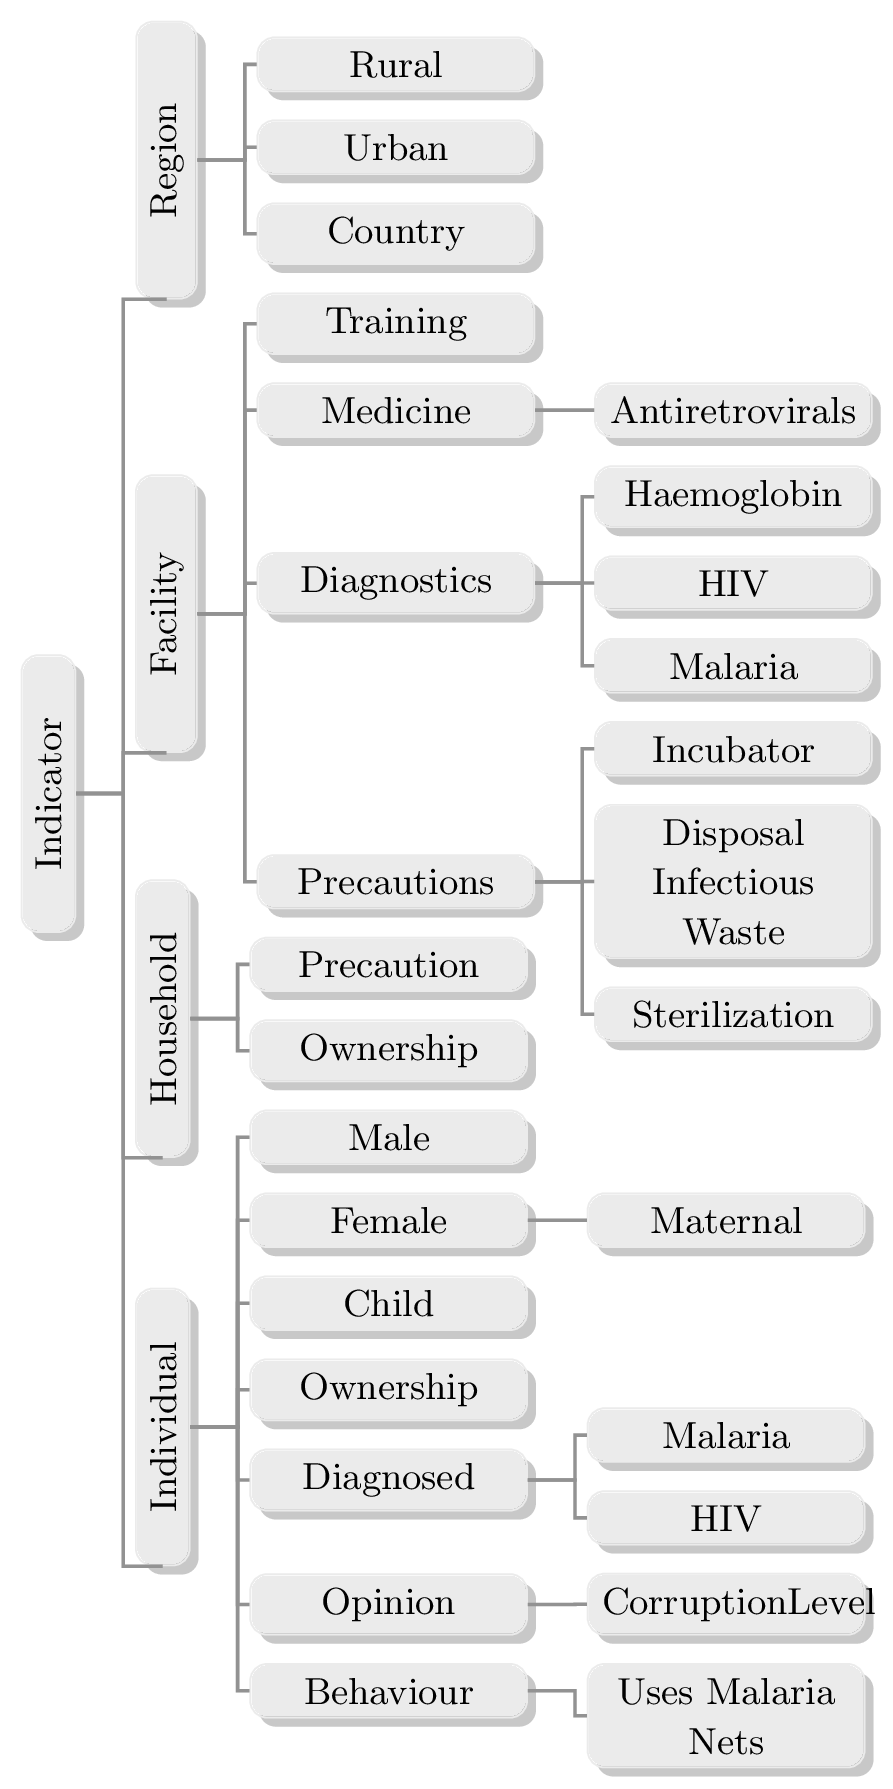 Indicator
Region
Rural
Urban
Country
Facility
Training
Medicine
Antiretrovirals
Diagnostics
Haemoglobin
HIV
Malaria
Precautions
Incubator
Disposal
Infectious
Waste
Sterilization
Household
Precaution
Ownership
Individual
Male
Female
Maternal
Child
Ownership
Diagnosed
Malaria
HIV
Opinion
CorruptionLevel
Behaviour
Uses Malaria
Nets